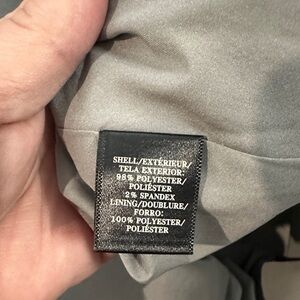 SHELL/EXTÉRIEUR/
TELA EXTERIOR:
98% POLYESTER/
POLIÉSTER
2% SPANDEX
LINING/DOUBLURE/
FORRO:
100% POLYESTER/
POLIÉSTER